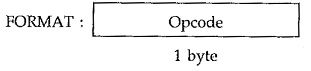 FORMAT : Opcode
1 byte